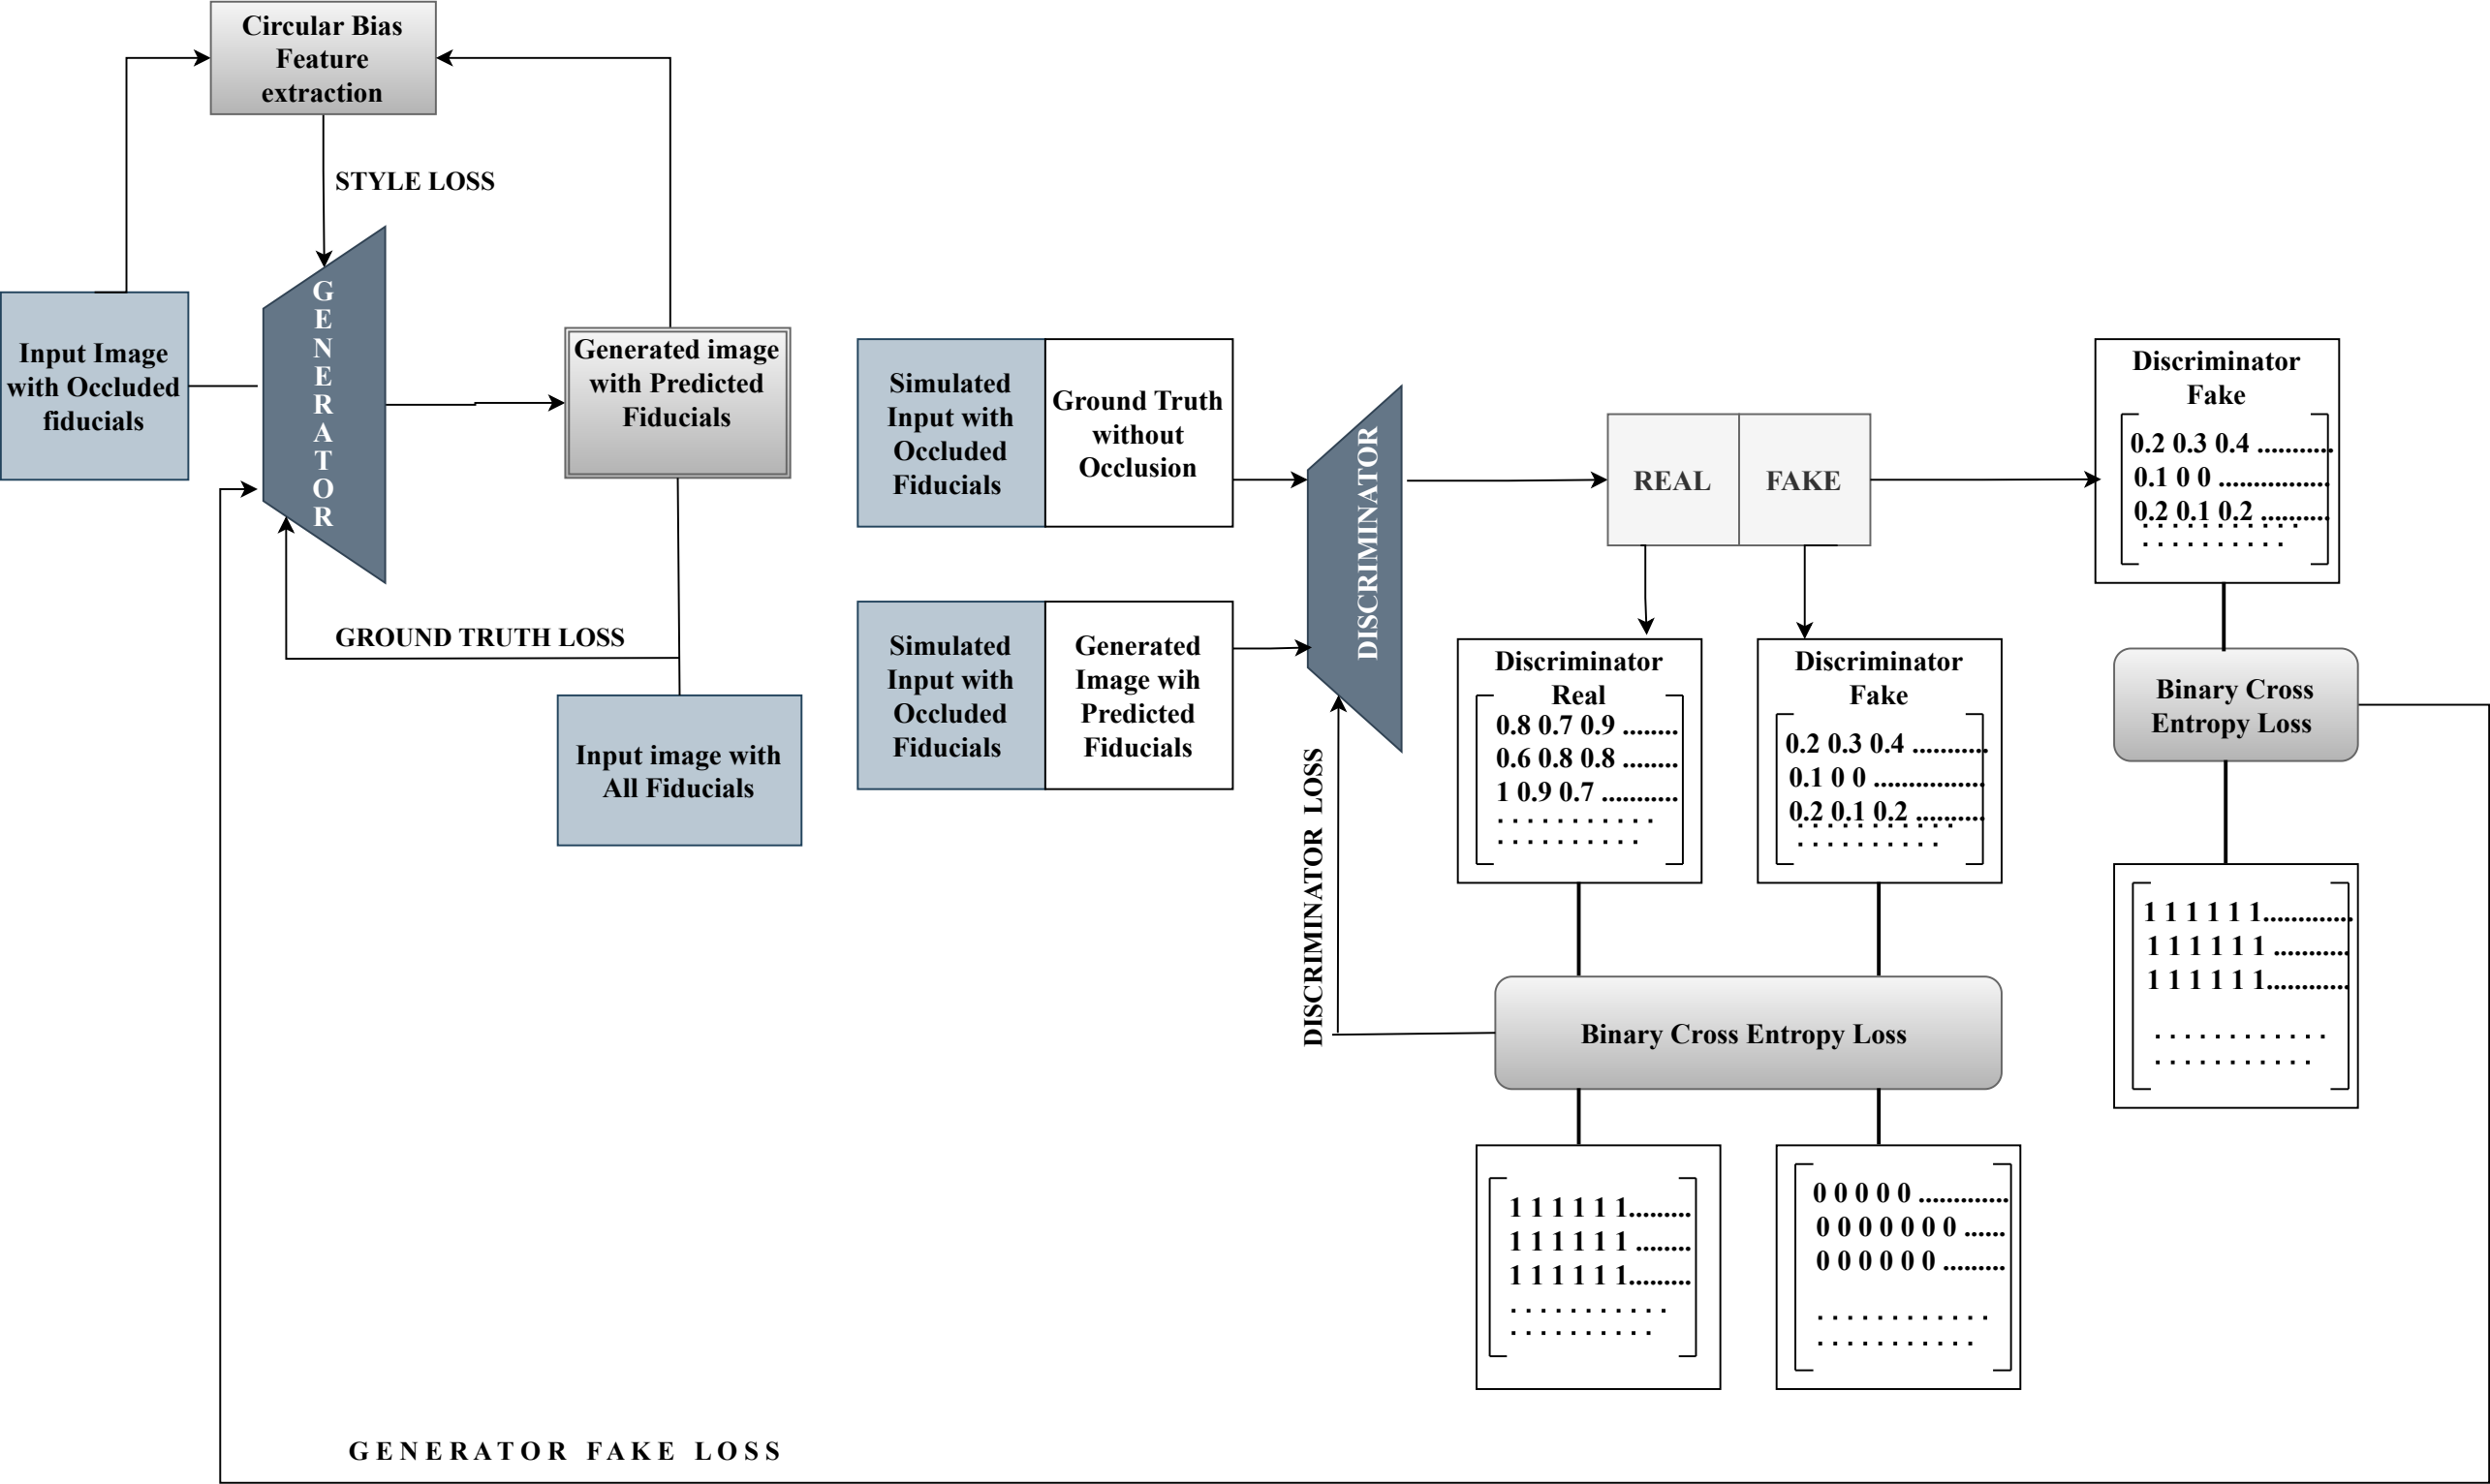 Circular Bias
Feature
extraction
STYLE LOSS
Input Image
with Occluded
fiducials
GENERATOR
Generated image
with Predicted
Fiducials
GROUND TRUTH LOSS
Input image with
All Fiducials
Simulated
Input with
Occluded
Fiducials
Ground Truth
without
Occlusion
Simulated
Input with
Occluded
Fiducials
Generated
Image wih
Predicted
Fiducials
DISCRIMINATOR
DISCRIMINATOR LOSS
REAL
FAKE
Discriminator
Real
0.8 0.7 0.9 ........
0.6 0.8 0.8 ........
1 0.9 0.7 ...........
. . . . . . . . . . .
. . . . . . . . . .
Discriminator
Fake
0.2 0.3 0.4 ...........
0.1 0 0 ................
0.2 0.1 0.2 ..........
. . . . . . . . . . .
. . . . . . . . . .
Binary Cross Entropy Loss
1 1 1 1 1 1.........
1 1 1 1 1 1 ........
1 1 1 1 1 1.........
. . . . . . . . . . .
. . . . . . . . . .
0 0 0 0 0 .............
0 0 0 0 0 0 0 ......
0 0 0 0 0 0 .........
. . . . . . . . . . . .
. . . . . . . . . . .
Discriminator
Fake
0.2 0.3 0.4 ...........
0.1 0 0 ................
0.2 0.1 0.2 ..........
. . . . . . . . . . .
. . . . . . . . . .
Binary Cross
Entropy Loss
1 1 1 1 1 1.............
1 1 1 1 1 1 ...........
1 1 1 1 1 1............
. . . . . . . . . . . .
. . . . . . . . . . .
GENERATOR FAKE LOSS